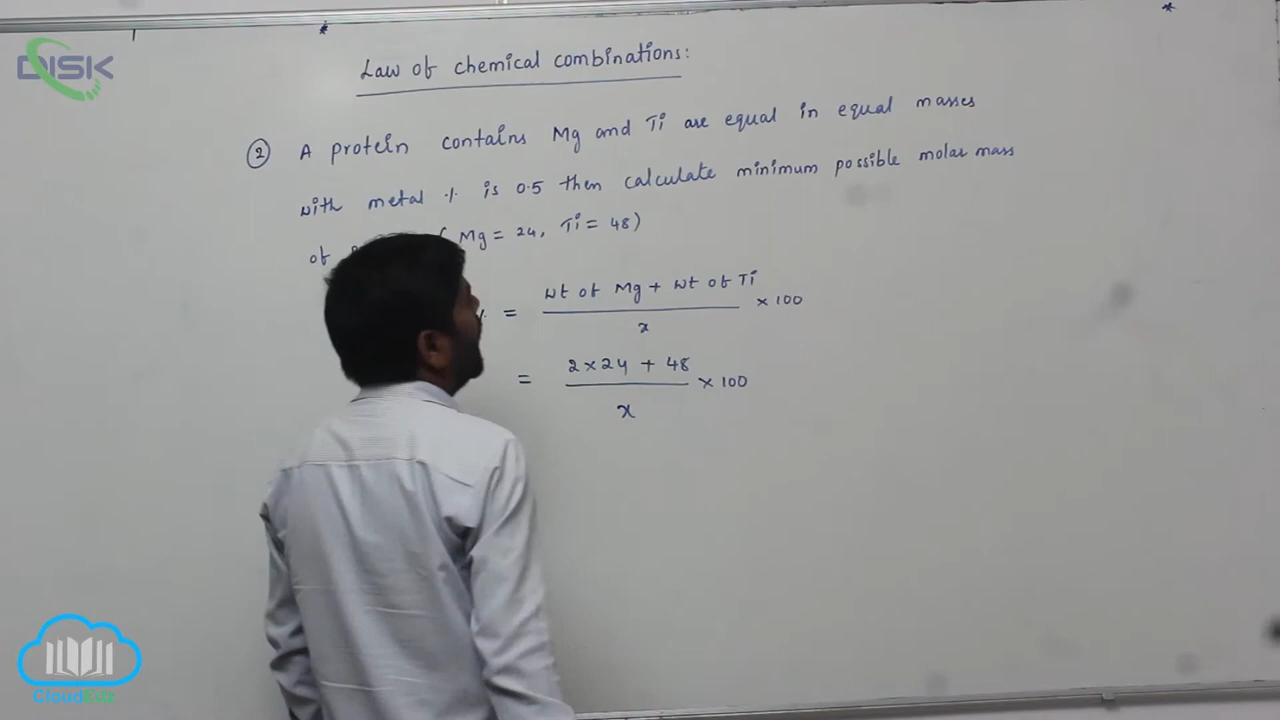 DISK
Law of chemical combinations:
2 A protein contains Mg and Ti are equal in equal masses
with metal % is 0.5 then calculate minimum possible molar mass
of ( Mg = 24, Ti = 48)
% = wt of Mg + wt of Ti / x × 100
= 2 × 24 + 48 / x × 100
CloudEdz